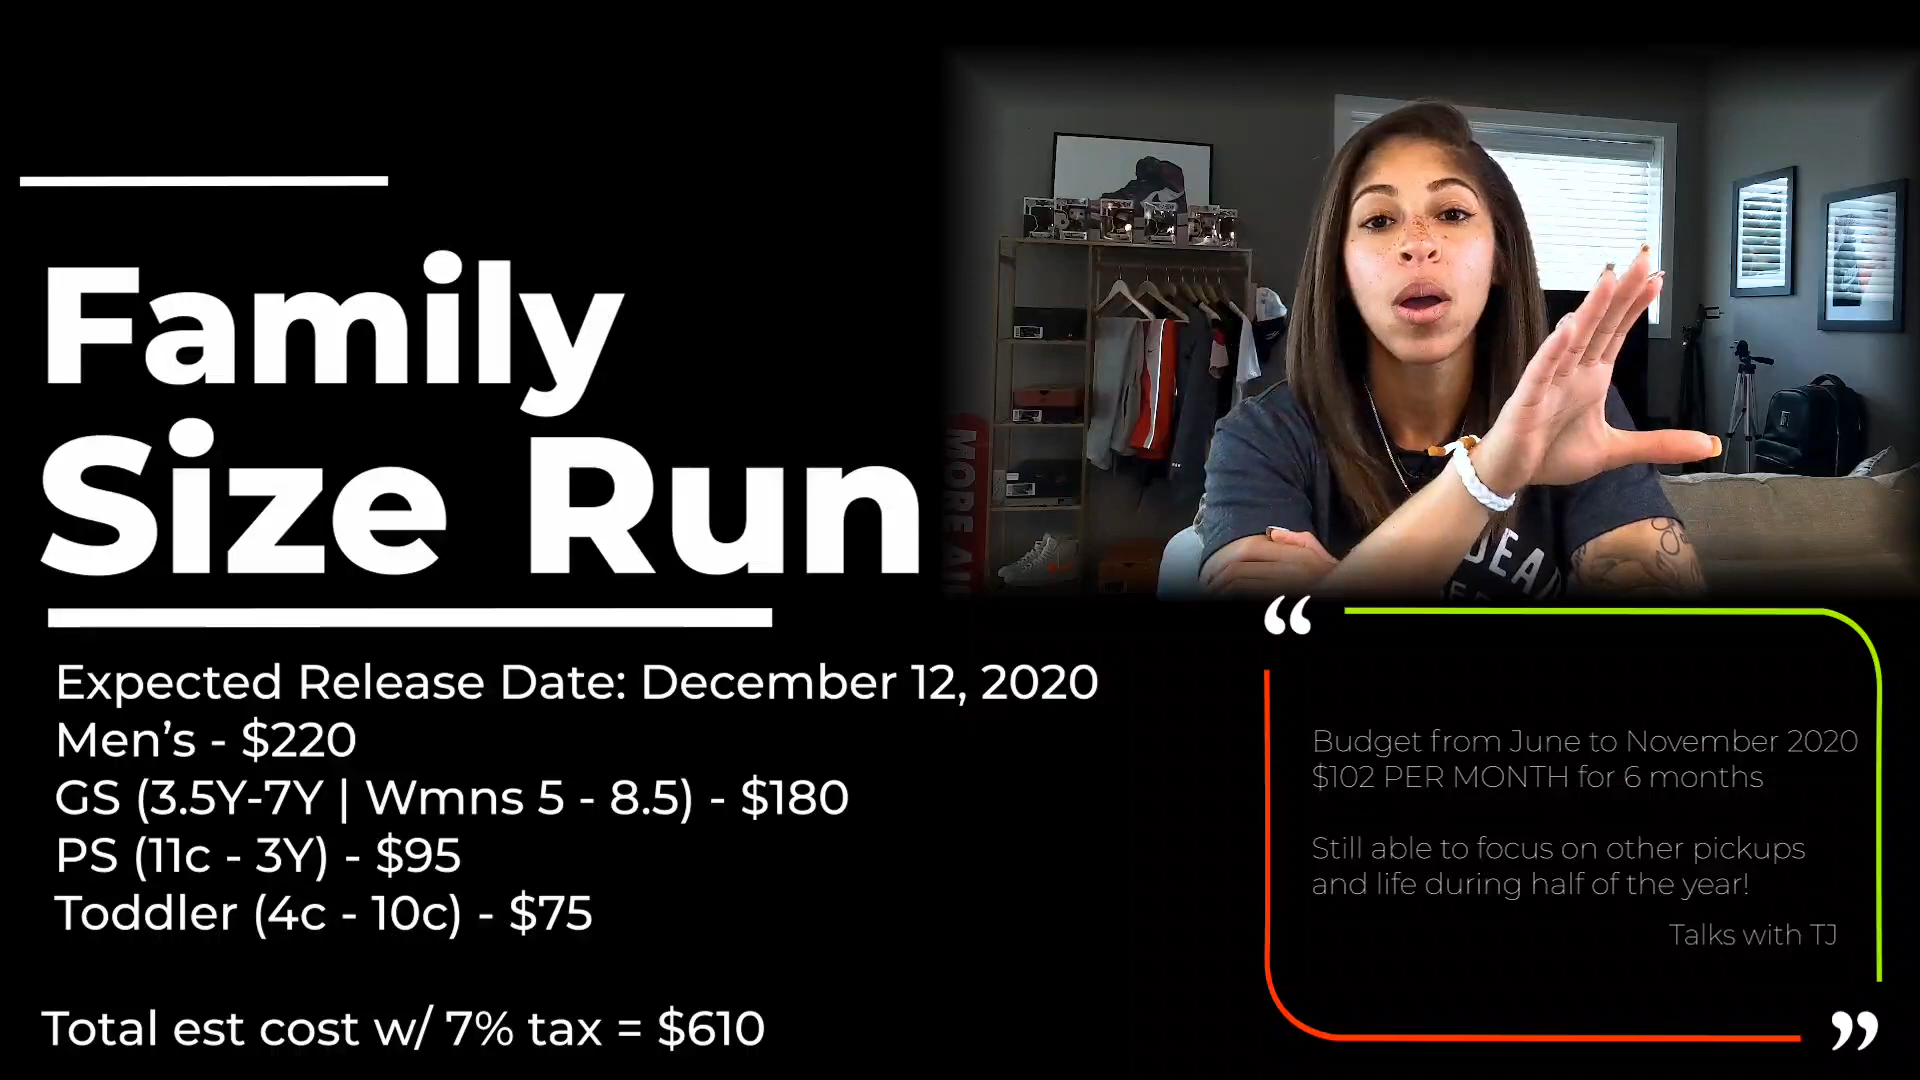 Family
Size Run
Expected Release Date: December 12, 2020
Men’s - $220
GS (3.5Y-7Y | Wmns 5 - 8.5) - $180
PS (11c - 3Y) - $95
Toddler (4c - 10c) - $75
Total est cost w/ 7% tax = $610
MORE AIR
DEA
“
Budget from June to November 2020
$102 PER MONTH for 6 months
Still able to focus on other pickups
and life during half of the year!
Talks with TJ
”